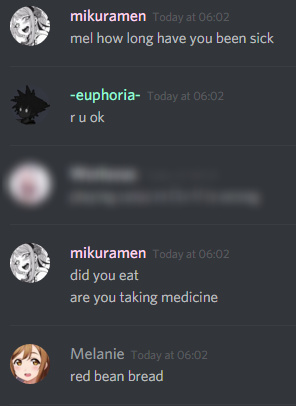 mikuramen Today at 06:02
mel how long have you been sick
-euphoria- Today at 06:02
r u ok
mikuramen Today at 06:02
did you eat
are you taking medicine
Melanie Today at 06:02
red bean bread